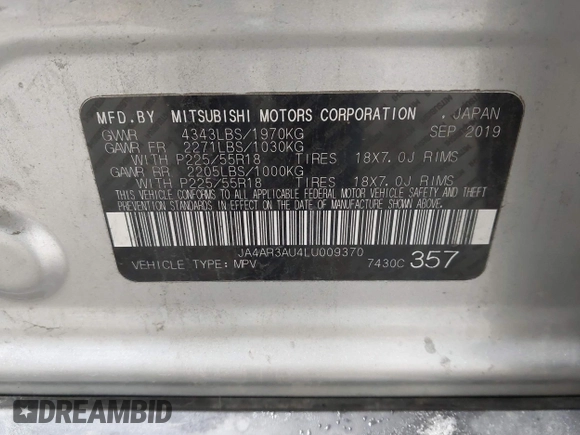 MFD.BY MITSUBISHI MOTORS CORPORATION , JAPAN
GVWR 4343LBS/1970KG SEP 2019
GAWR FR 2271LBS/1030KG
WITH P225/55R18 TIRES 18X7.0J RIMS
GAWR RR 2205LBS/1000KG
WITH P225/55R18 TIRES 18X7.0J RIMS
THIS VEHICLE CONFORMS TO ALL APPLICABLE FEDERAL MOTOR VEHICLE SAFETY AND THEFT
PREVENTION STANDARDS IN EFFECT ON THE DATE OF MANUFACTURE SHOWN ABOVE.
JA4AR3AU4LU009370
VEHICLE TYPE: MPV 7430C 357
DREAMBID